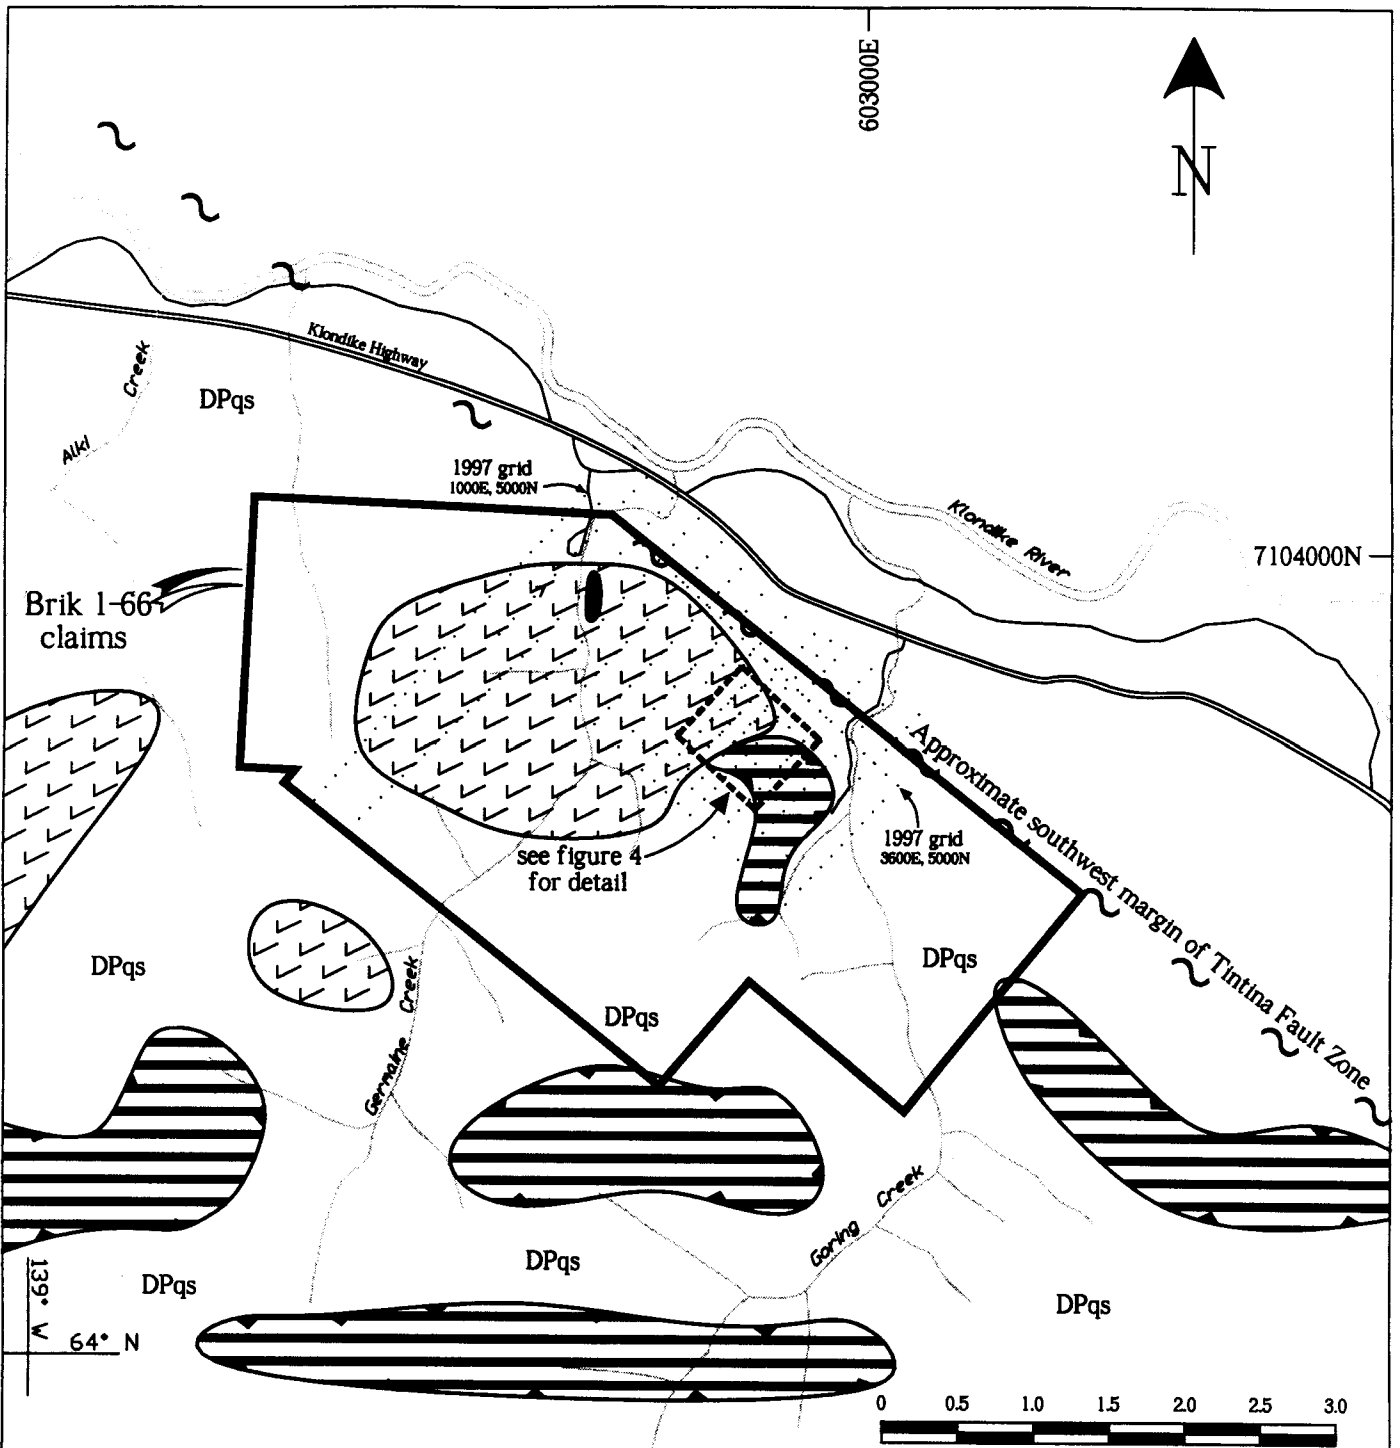 603000E
N
Klondike Highway
Creek
Alki
DPqs
1997 grid
1000E, 5000N
Klondike River
7104000N
Brik 1-66
claims
Approximate southwest margin of Tintina Fault Zone
1997 grid
3600E, 5000N
see figure 4
for detail
DPqs
DPqs
DPqs
Germaine Creek
Goring Creek
DPqs
DPqs
DPqs
139° W
64° N
0 0.5 1.0 1.5 2.0 2.5 3.0